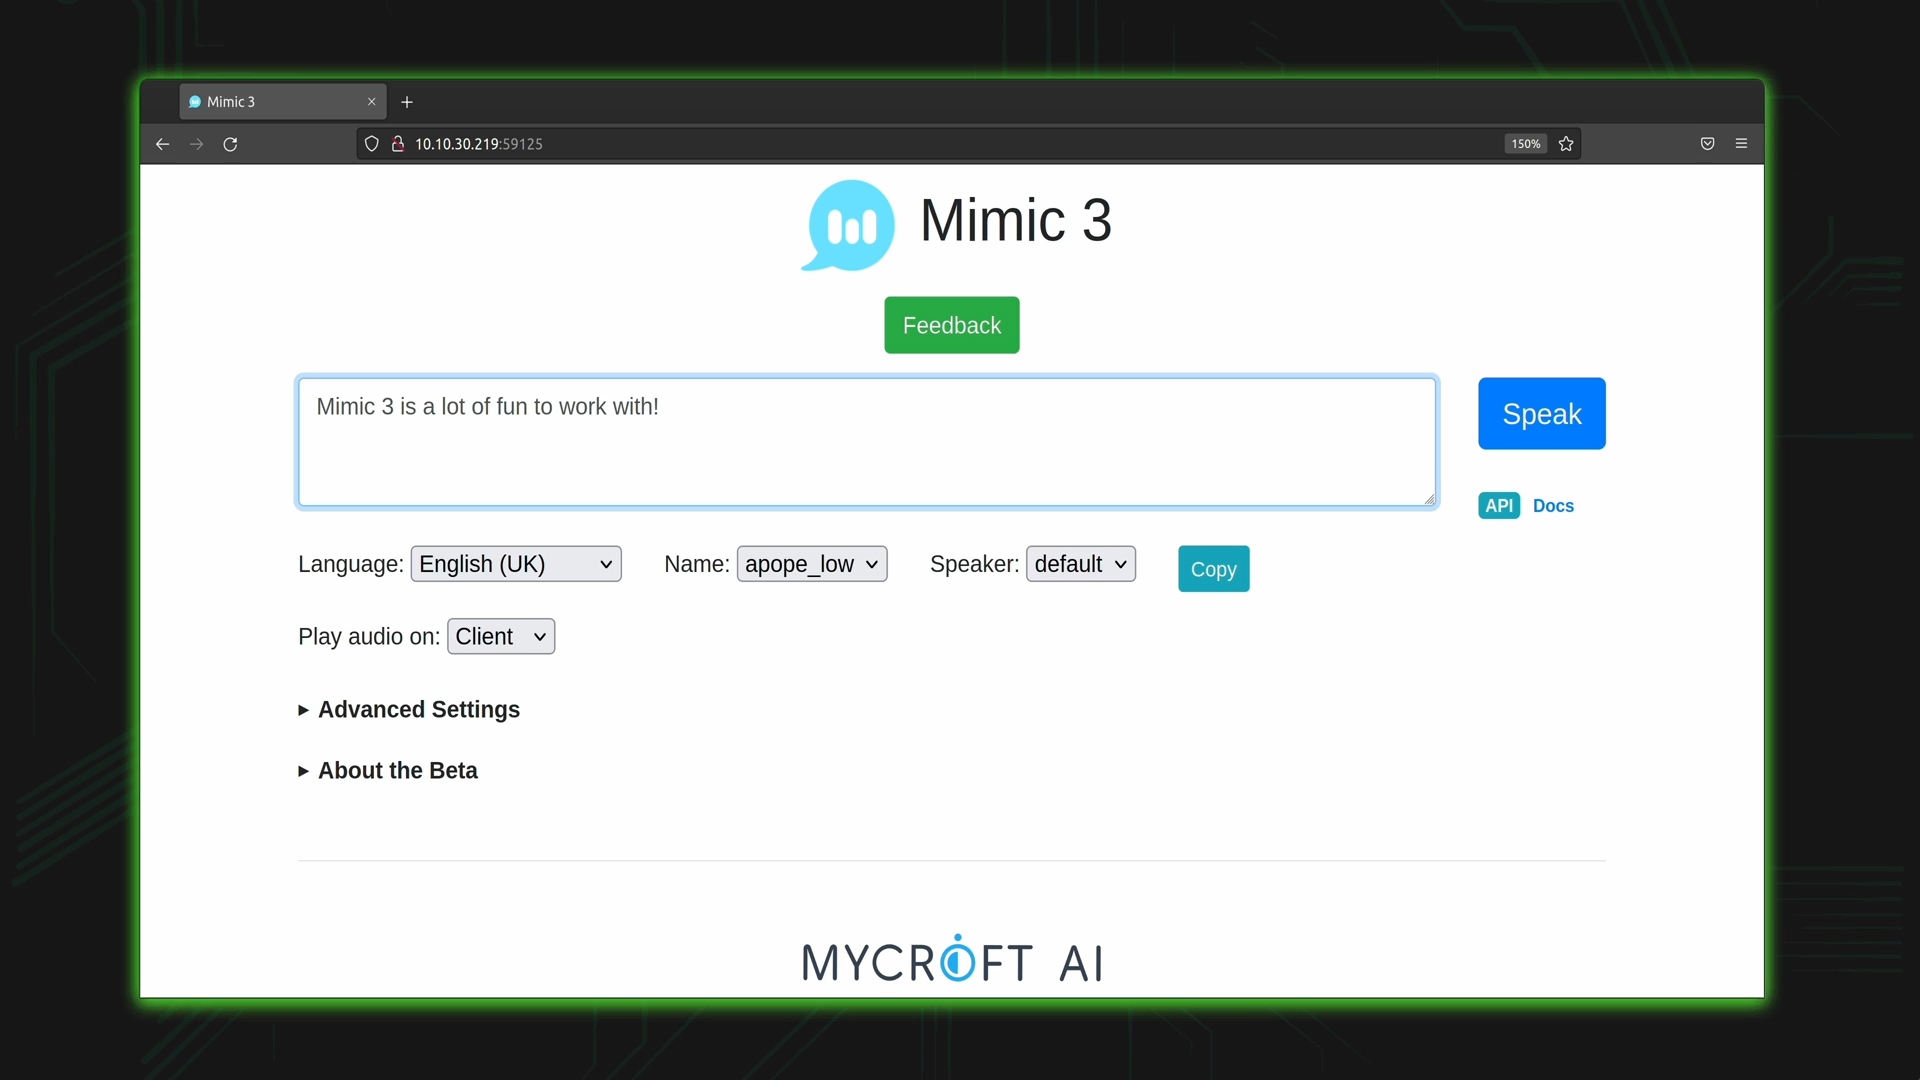 Mimic 3
10.10.30.219:59125
150%
Mimic 3
Feedback
Mimic 3 is a lot of fun to work with!
Speak
API Docs
Language: English (UK) Name: apope_low Speaker: default Copy
Play audio on: Client
Advanced Settings
About the Beta
MYCROFT AI